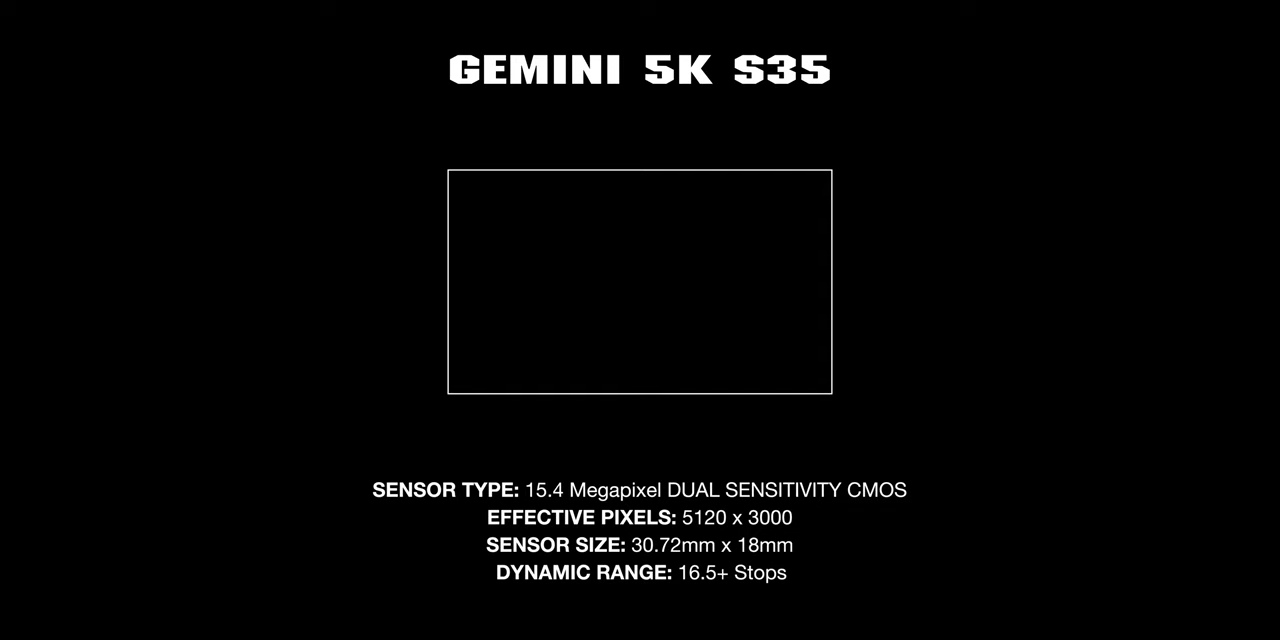 GEMINI 5K S35
SENSOR TYPE: 15.4 Megapixel DUAL SENSITIVITY CMOS
EFFECTIVE PIXELS: 5120 x 3000
SENSOR SIZE: 30.72mm x 18mm
DYNAMIC RANGE: 16.5+ Stops